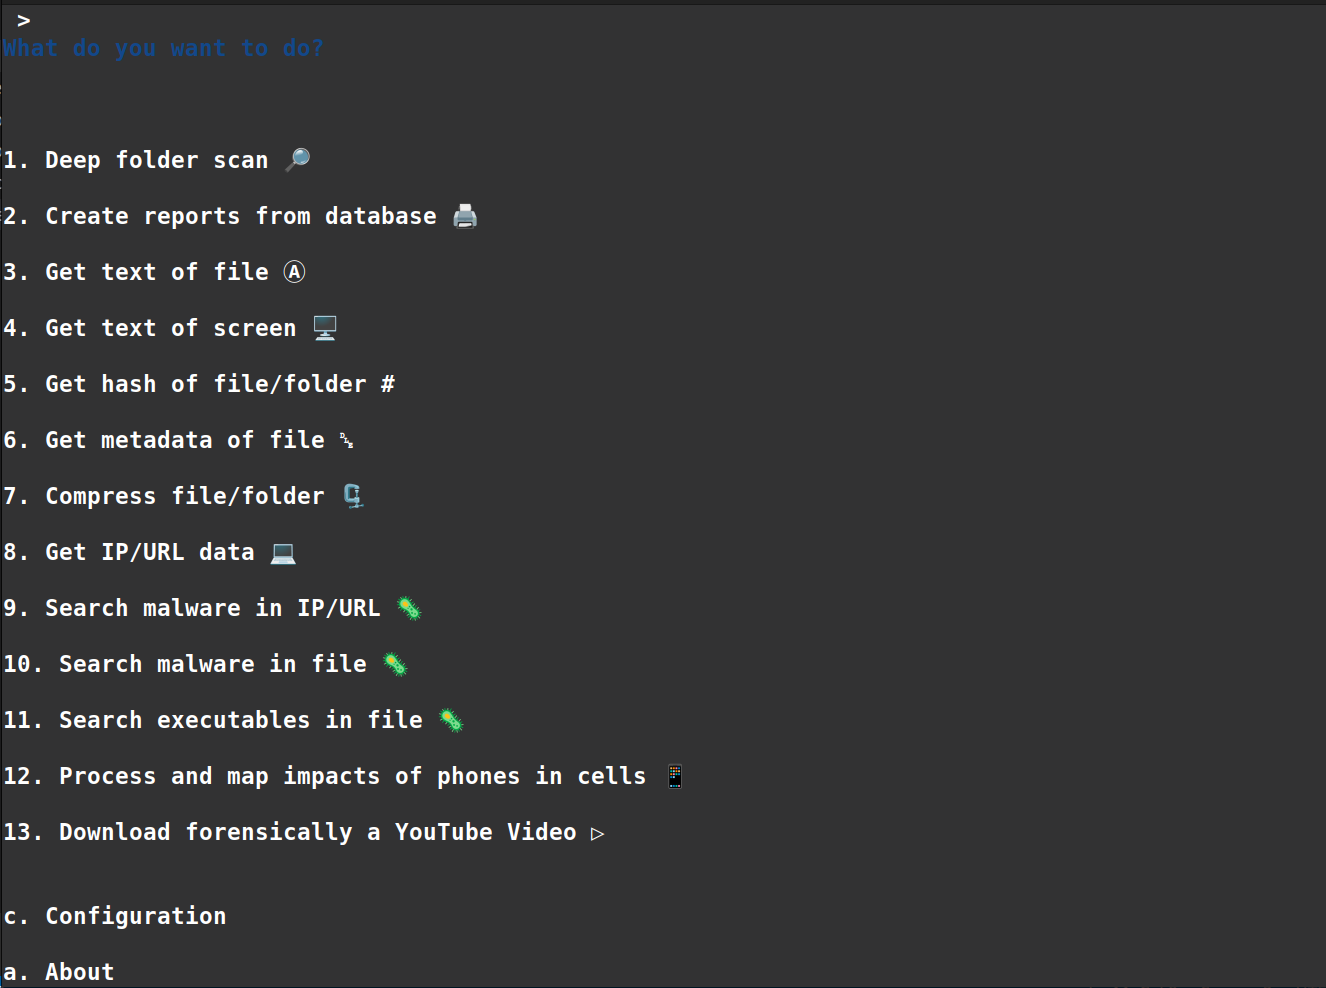 >
What do you want to do?
1. Deep folder scan 🔎
2. Create reports from database 🖨️
3. Get text of file Ⓐ
4. Get text of screen 🖥️
5. Get hash of file/folder #
6. Get metadata of file
7. Compress file/folder 🗜️
8. Get IP/URL data 💻
9. Search malware in IP/URL 🦠
10. Search malware in file 🦠
11. Search executables in file 🦠
12. Process and map impacts of phones in cells 📱
13. Download forensically a YouTube Video ▷
c. Configuration
a. About